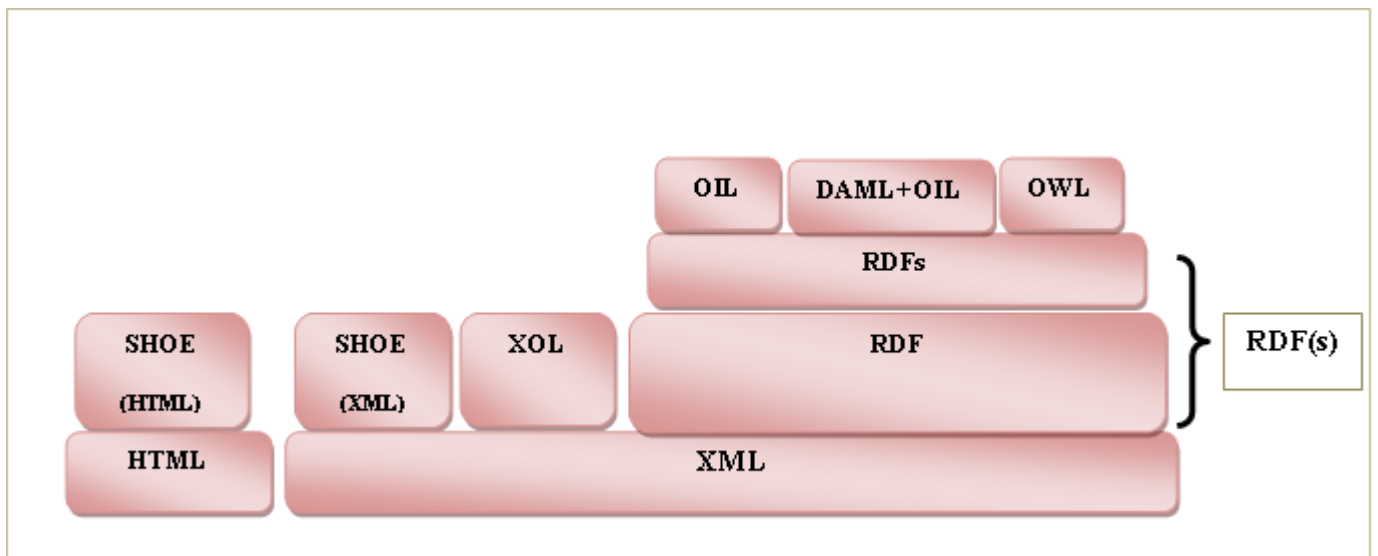 OIL
DAML+OIL
OWL
RDFs
RDF(s)
SHOE
(HTML)
SHOE
(XML)
XOL
RDF
HTML
XML